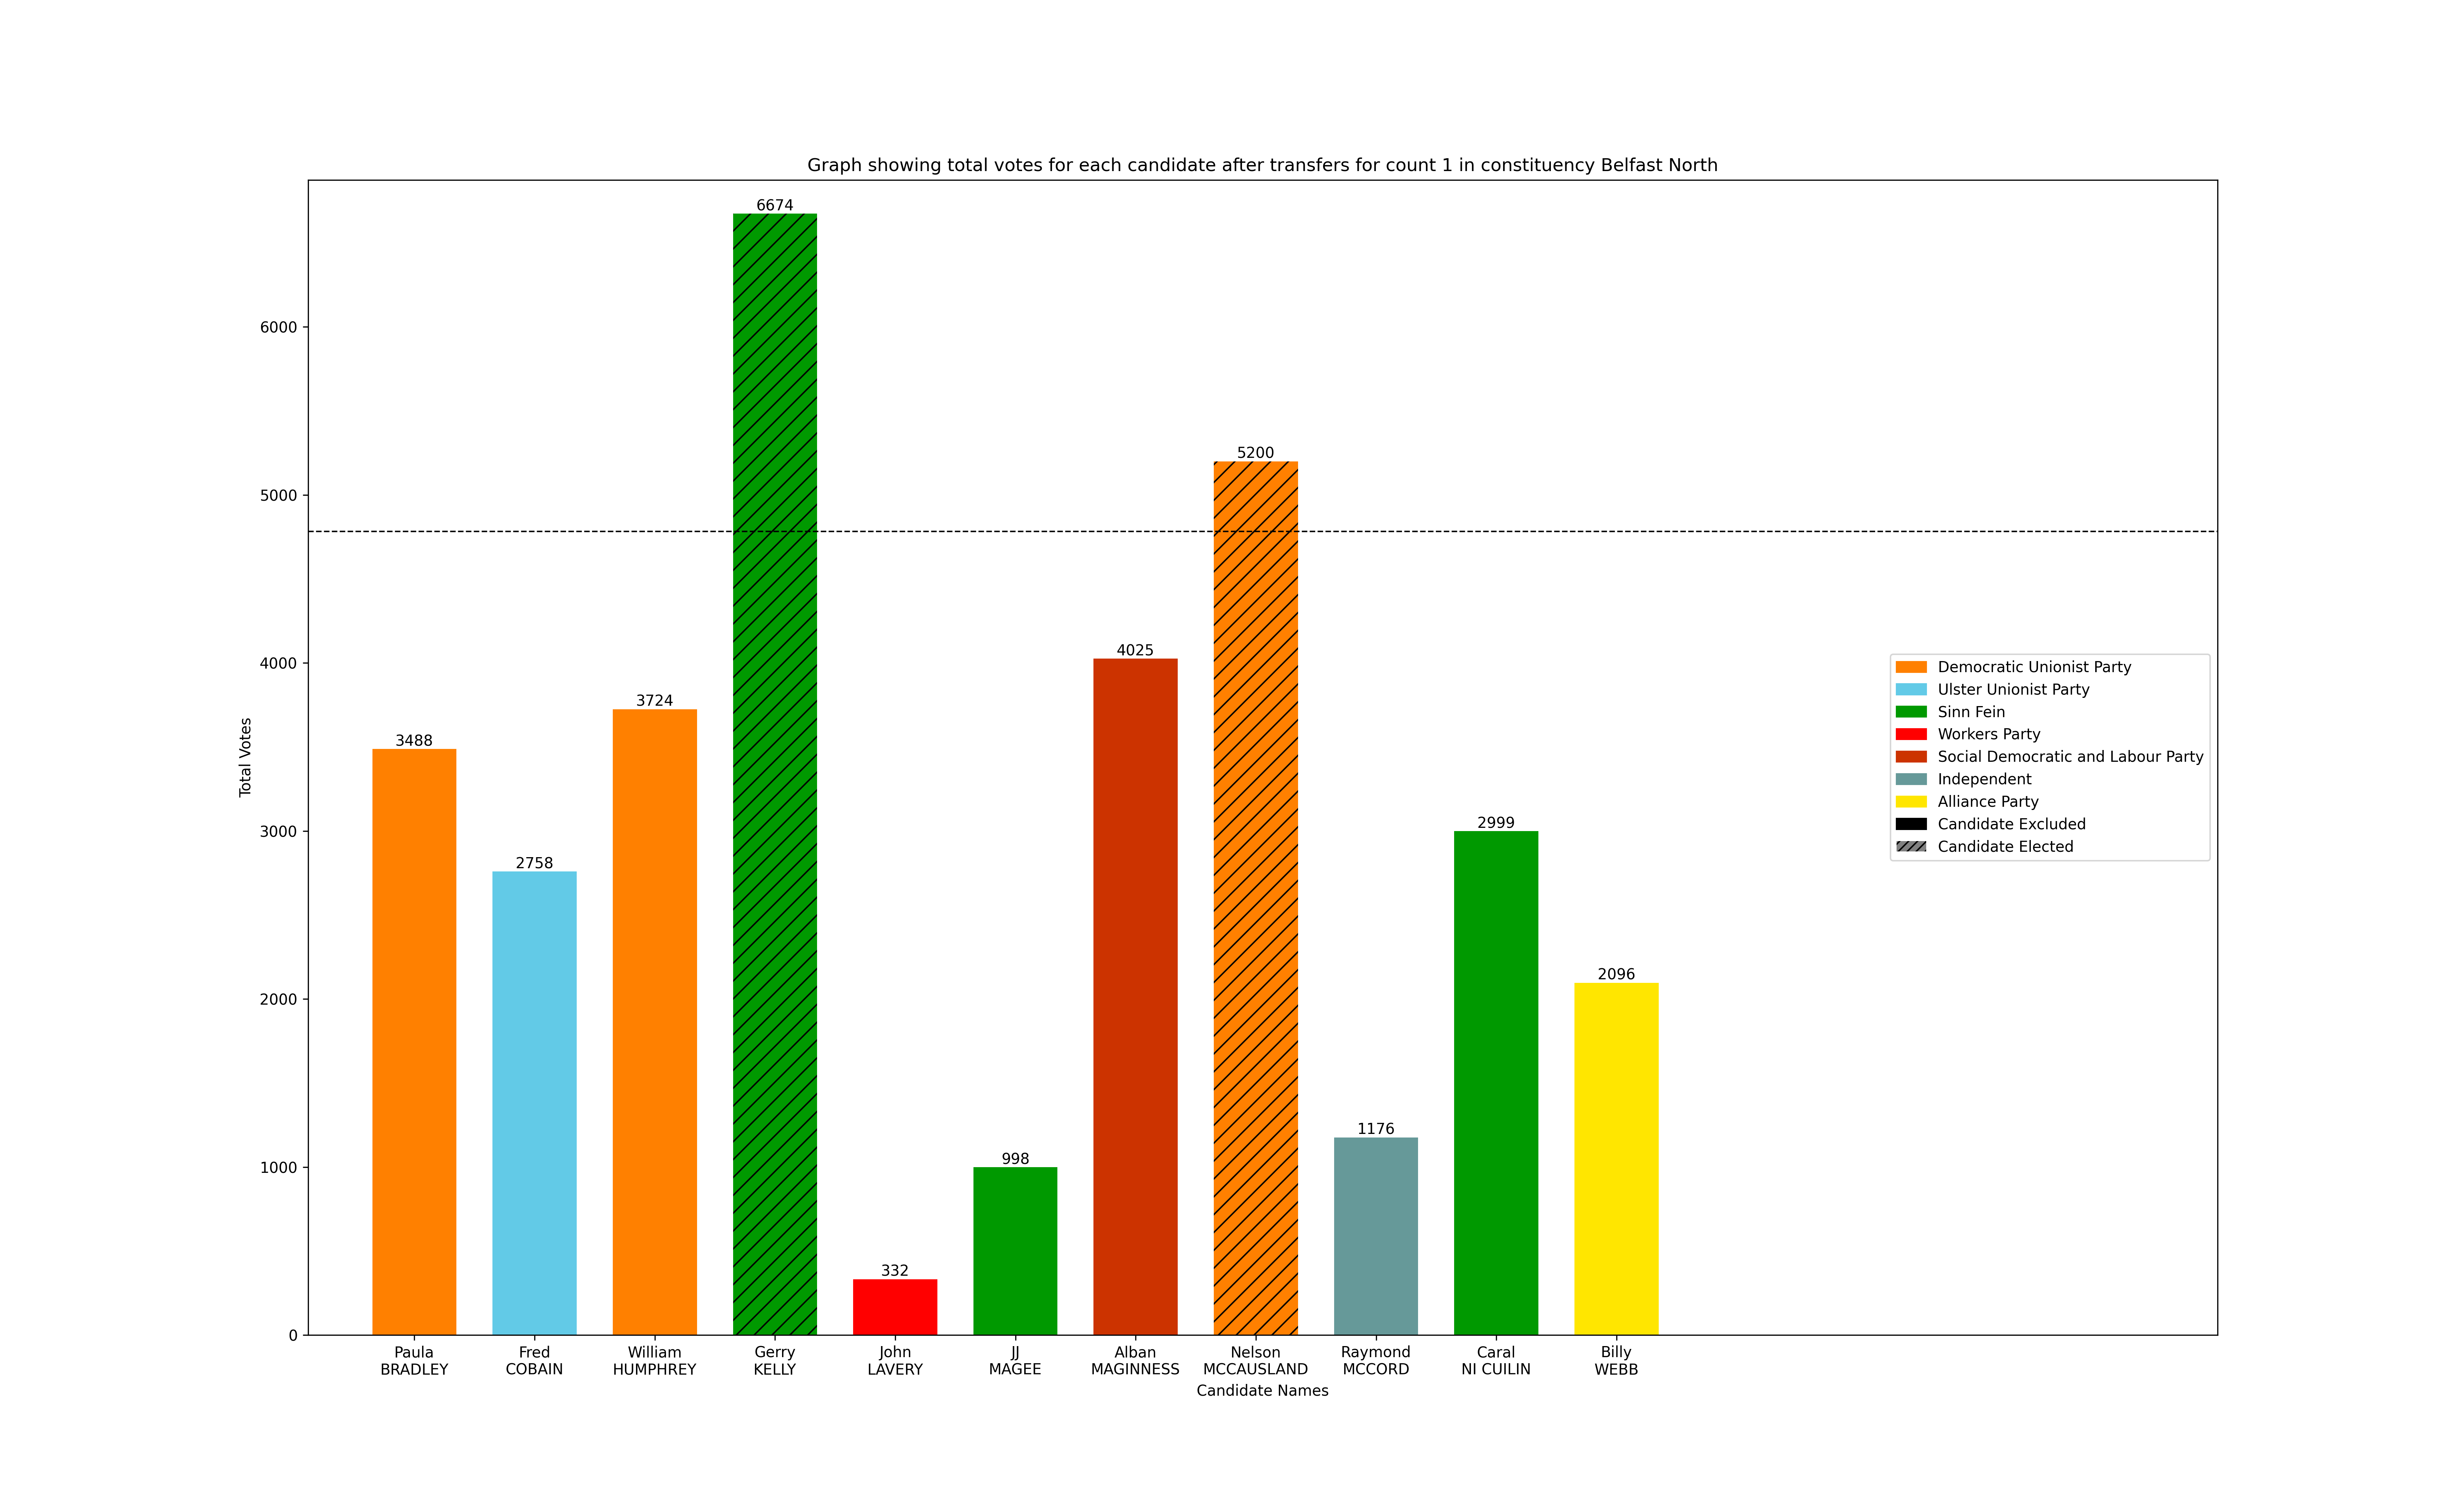 Graph showing total votes for each candidate after transfers for count 1 in constituency Belfast North
6674
6000
5200
5000
4025
4000
3724
3488
2999
3000
2758
2096
2000
1176
1000
998
332
0
Total Votes
Democratic Unionist Party
Ulster Unionist Party
Sinn Fein
Workers Party
Social Democratic and Labour Party
Independent
Alliance Party
Candidate Excluded
Candidate Elected
Paula
BRADLEY
Fred
COBAIN
William
HUMPHREY
Gerry
KELLY
John
LAVERY
JJ
MAGEE
Alban
MAGINNESS
Nelson
MCCAUSLAND
Raymond
MCCORD
Caral
NI CUILIN
Billy
WEBB
Candidate Names